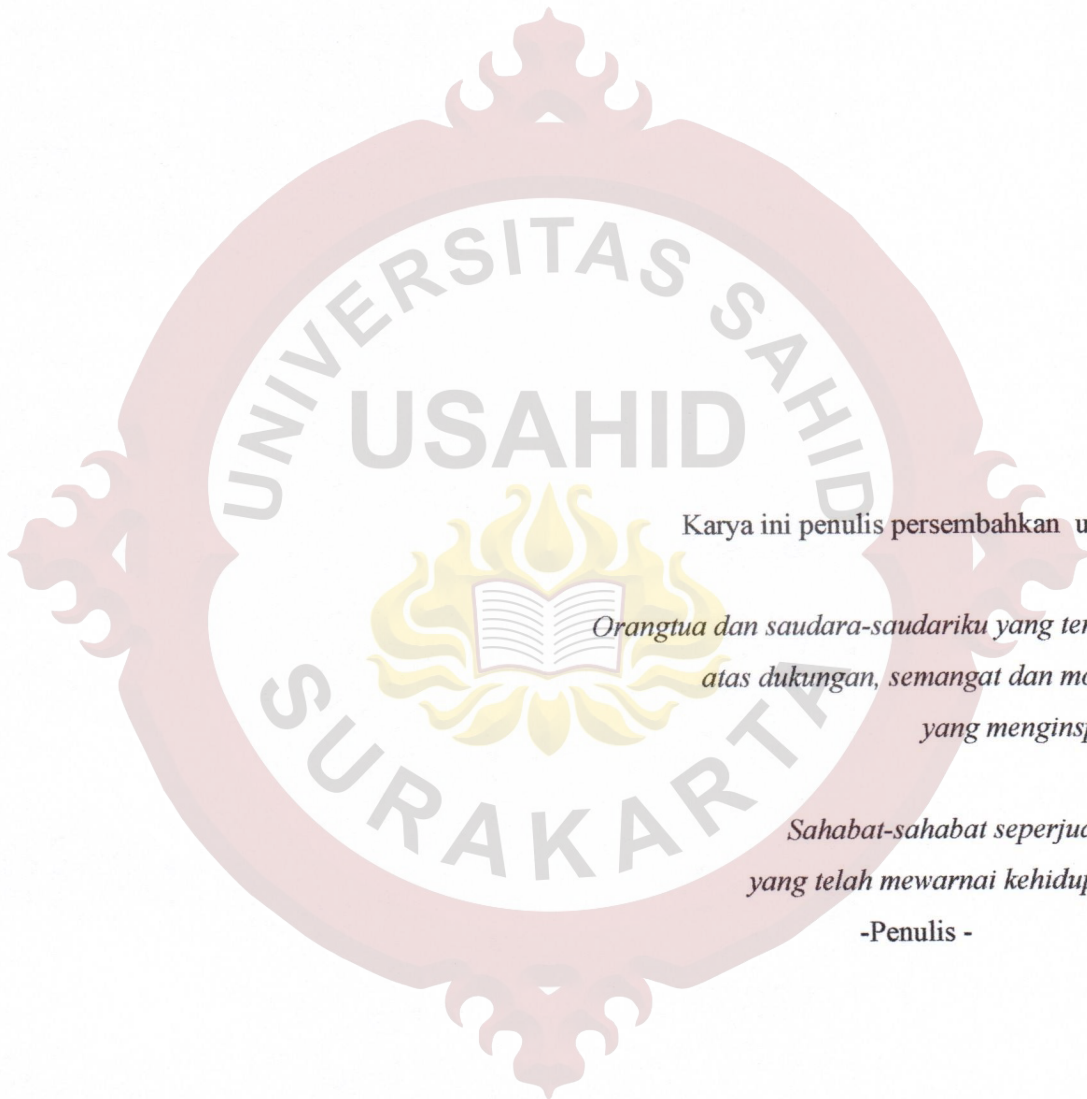 UNIVERSITAS SAHID
USAHID
SURAKARTA
Karya ini penulis persembahkan
Orangtua dan saudara-saudariku yang
atas dukungan, semangat dan
yang
Sahabat-sahabat
yang telah mewarnai
-Penulis -